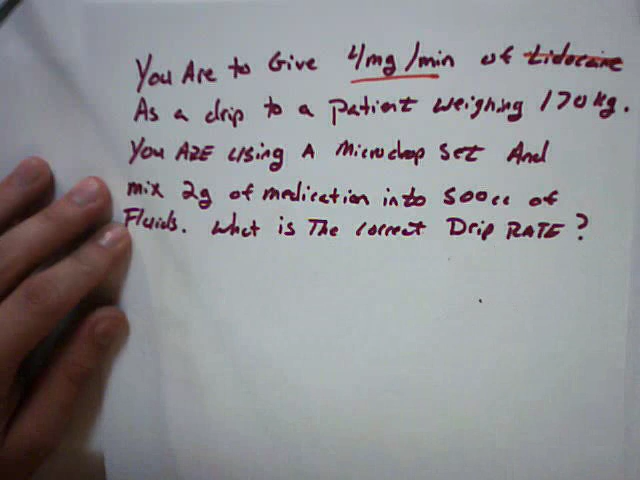 You Are to Give 4mg/min of Lidocaine
As a drip to a patient weighing 170kg.
You ARE using A Microdrop set And
mix 2g of medication into 500cc of
Fluids. What is The correct Drip RATE?